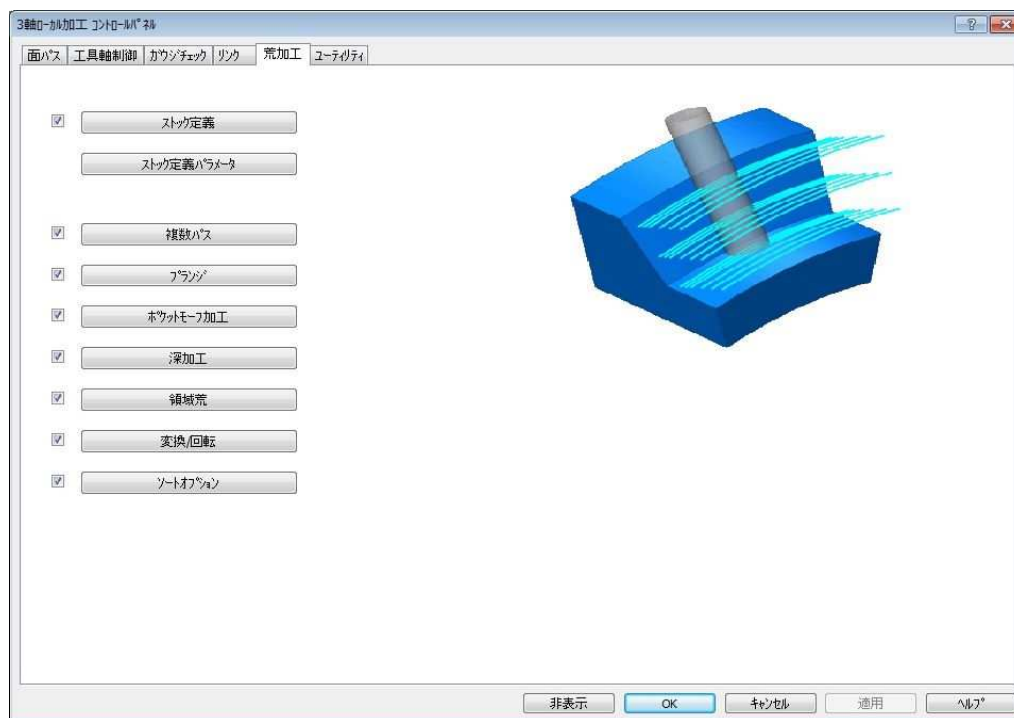 3軸ローカル加工 コントロールパネル
面パス 工具軸制御 ガウジチェック リンク 荒加工 ユーティリティ
ストック定義
ストック定義パラメータ
複数パス
プランジ
ポケットモーフ加工
深加工
領域荒
変換/回転
ソートオプション
非表示 OK キャンセル 適用 ヘルプ